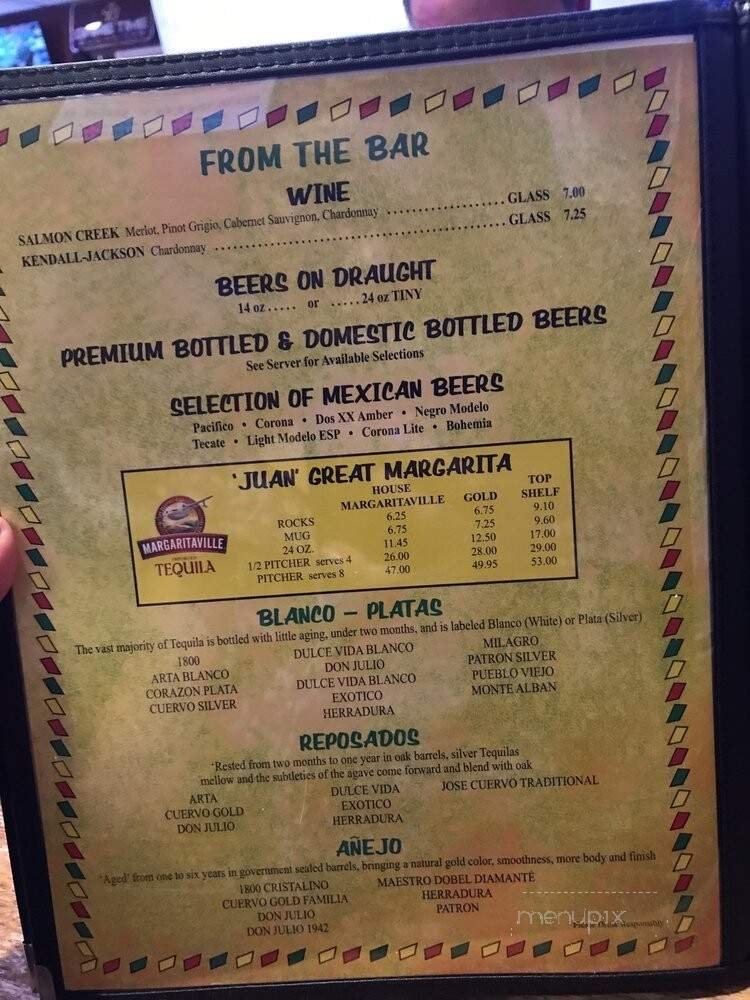 FROM THE BAR
WINE
SALMON CREEK Merlot, Pinot Grigio, Cabernet Sauvignon, Chardonnay .................... GLASS 7.00
KENDALL-JACKSON Chardonnay .................................................. GLASS 7.25
BEERS ON DRAUGHT
14 oz..... or .....24 oz TINY
PREMIUM BOTTLED & DOMESTIC BOTTLED BEERS
See Server for Available Selections
SELECTION OF MEXICAN BEERS
Pacifico • Corona • Dos XX Amber • Negro Modelo
Tecate • Light Modelo ESP • Corona Lite • Bohemia
'JUAN' GREAT MARGARITA
HOUSE MARGARITAVILLE GOLD TOP SHELF
ROCKS 6.25 6.75 9.10
MUG 6.75 7.25 9.60
24 OZ. 11.45 12.50 17.00
1/2 PITCHER serves 4 26.00 28.00 29.00
PITCHER serves 8 47.00 49.95 53.00
MARGARITAVILLE
TEQUILA
BLANCO – PLATAS
The vast majority of Tequila is bottled with little aging, under two months, and is labeled Blanco (White) or Plata (Silver)
1800
ARTA BLANCO
CORAZON PLATA
CUERVO SILVER
DULCE VIDA BLANCO
DON JULIO
DULCE VIDA BLANCO
EXOTICO
HERRADURA
MILAGRO
PATRON SILVER
PUEBLO VIEJO
MONTE ALBAN
REPOSADOS
'Rested from two months to one year in oak barrels, silver Tequilas
mellow and the subtleties of the agave come forward and blend with oak
ARTA
CUERVO GOLD
DON JULIO
DULCE VIDA
EXOTICO
HERRADURA
JOSE CUERVO TRADITIONAL
AÑEJO
'Aged' from one to six years in government sealed barrels, bringing a natural gold color, smoothness, more body and finish
1800 CRISTALINO
CUERVO GOLD FAMILIA
DON JULIO
DON JULIO 1942
MAESTRO DOBEL DIAMANTE
HERRADURA
PATRON
Please Drink Responsibly
menupix